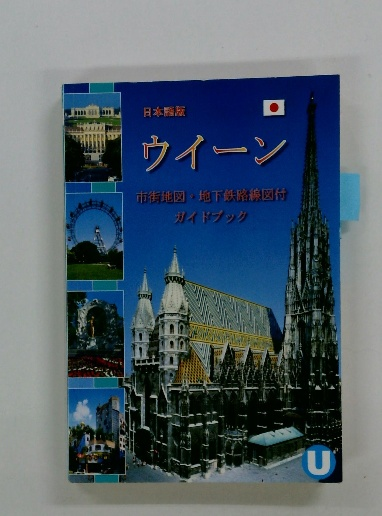 日本語版
ウイーン
市街地図・地下鉄路線図付
ガイドブック
U